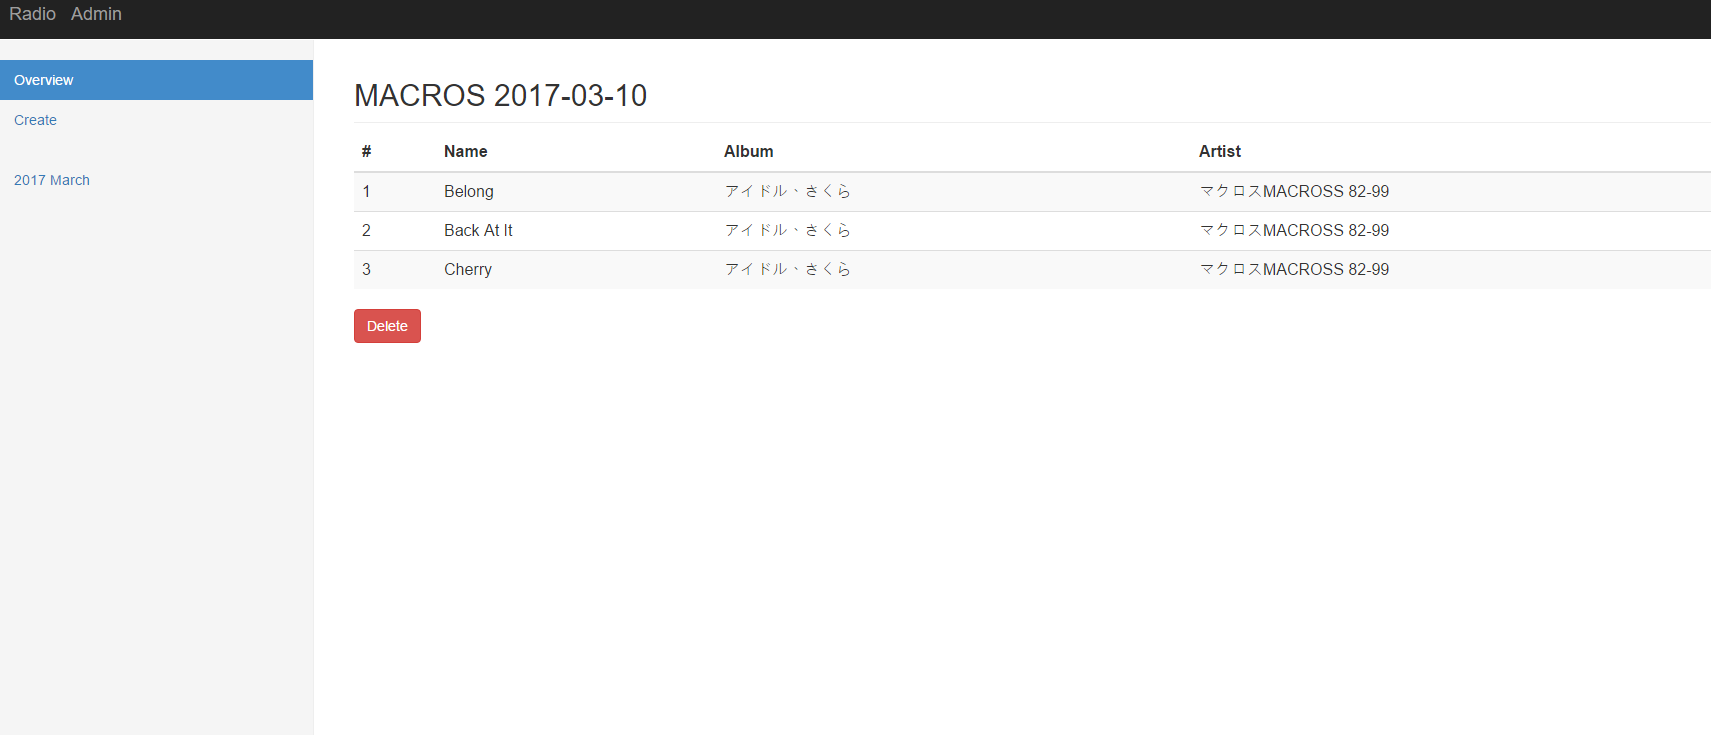 Radio Admin
Overview
Create
2017 March
MACROS 2017-03-10
# Name Album Artist
1 Belong アイドル、さくら マクロスMACROSS 82-99
2 Back At It アイドル、さくら マクロスMACROSS 82-99
3 Cherry アイドル、さくら マクロスMACROSS 82-99
Delete